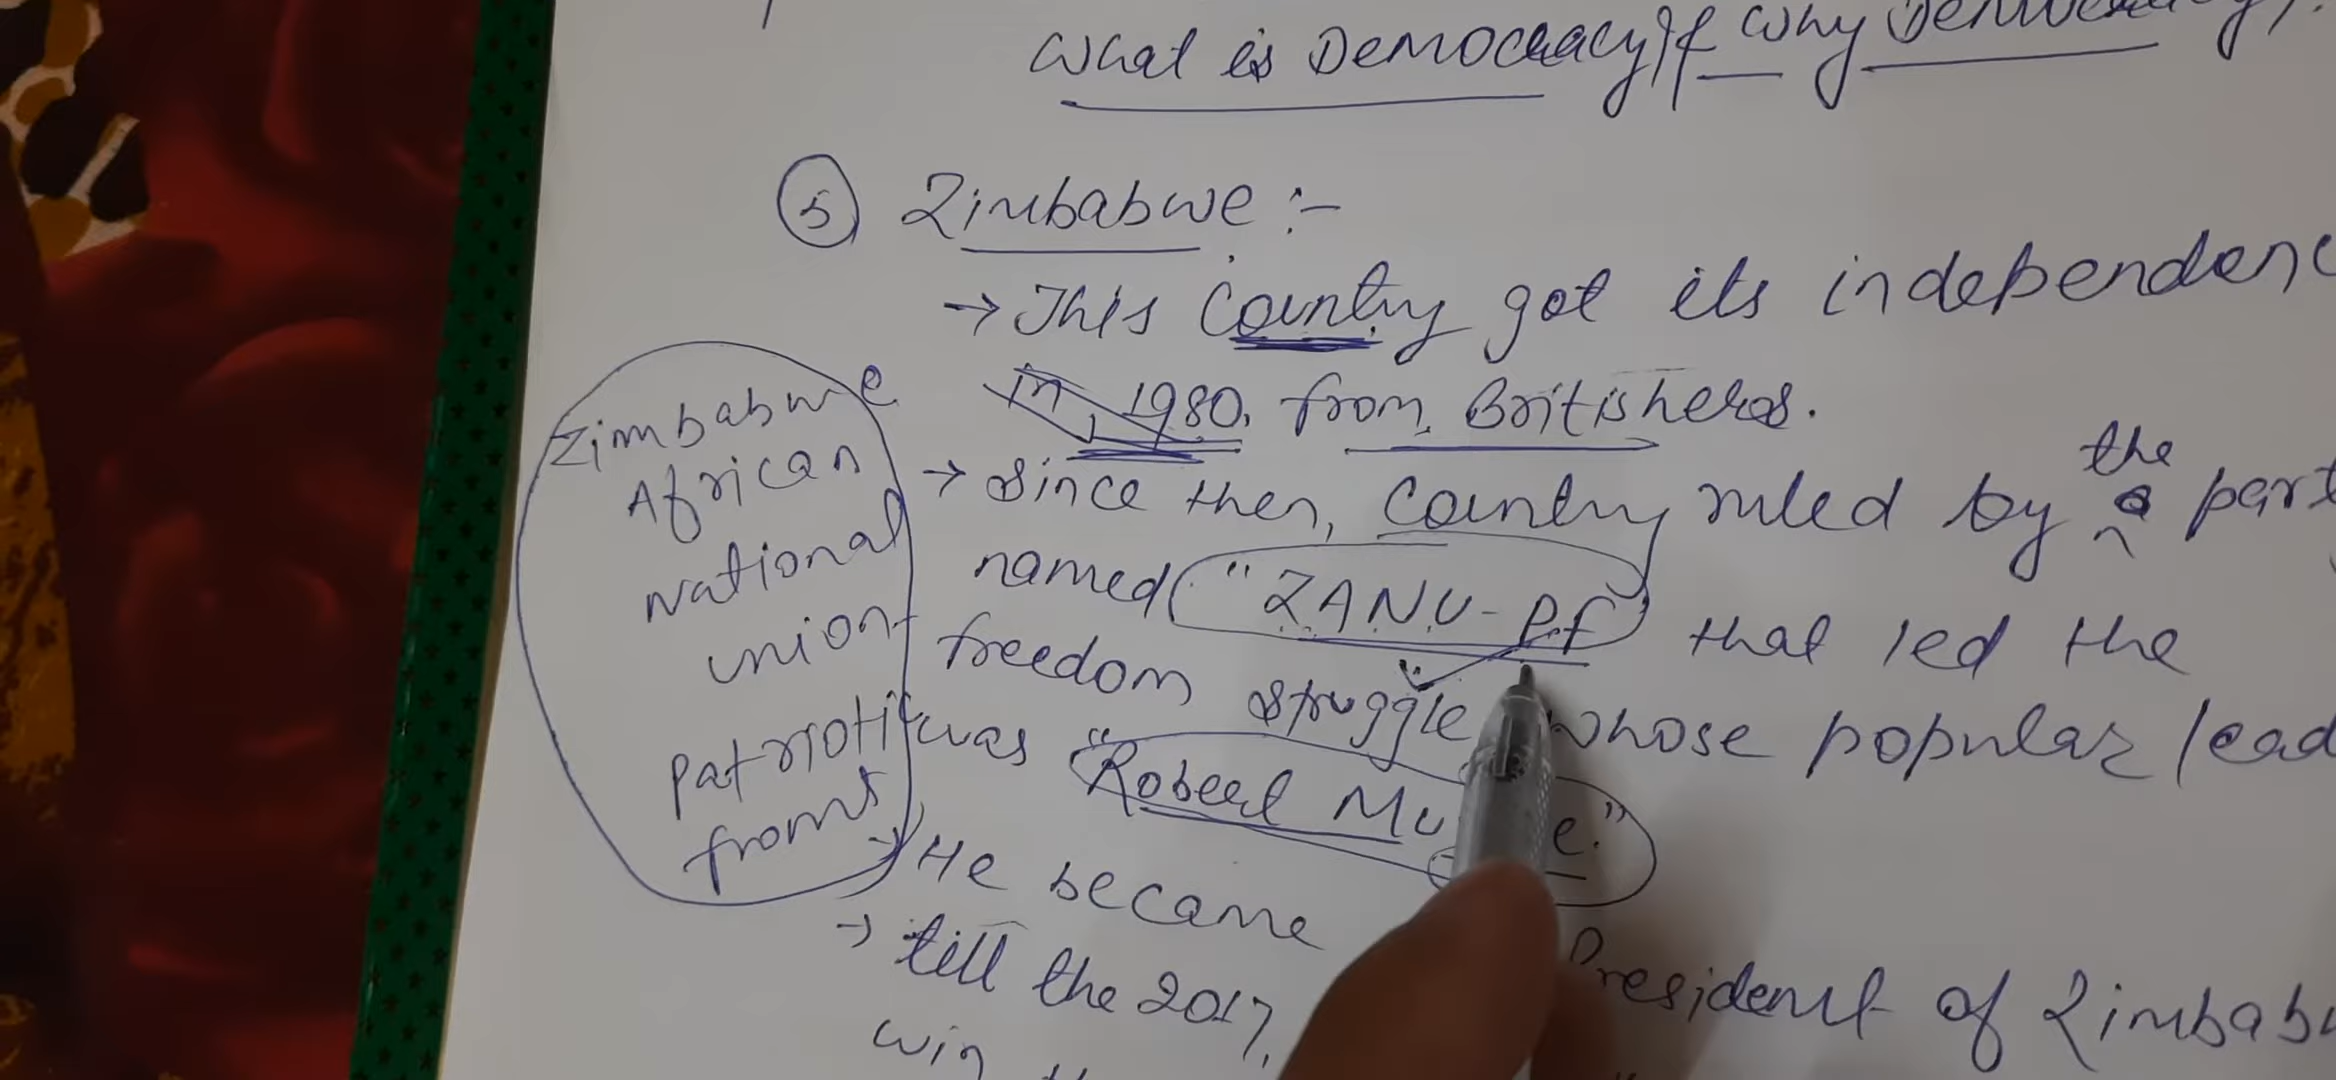 What is Democracy? & Why Democracy?
5 Zimbabwe :-
→ This Country got its independenc
in 1980, from Britishers.
→ Since then, Country ruled by the part
named "ZANU-P.F" that led the
freedom struggle whose popular lead
was "Robert Mu e."
→ He became President of Zimbab
→ till the 2017,
win
Zimbabwe
African
National
union-
patriotic
front